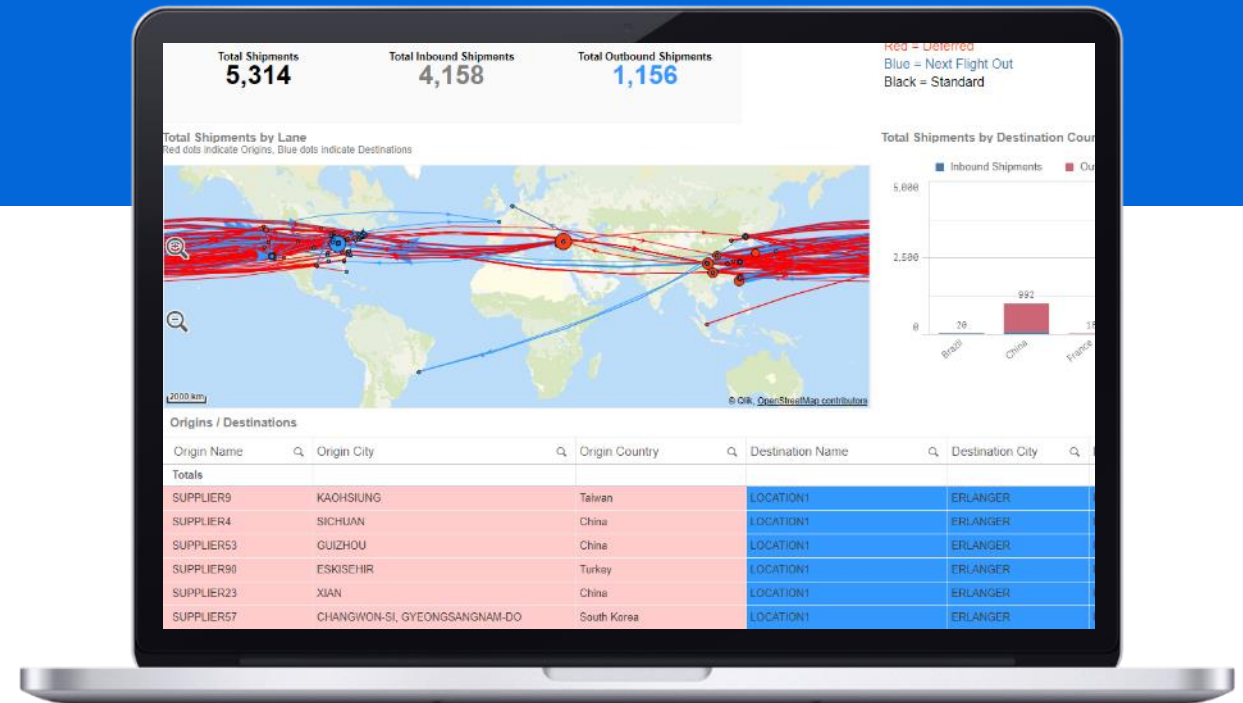 Total Shipments
5,314
Total Inbound Shipments
4,158
Total Outbound Shipments
1,156
Red = Deferred
Blue = Next Flight Out
Black = Standard
Total Shipments by Lane
Red dots indicate Origins, Blue dots indicate Destinations
2000 km
© Qlik, OpenStreetMap contributors
Total Shipments by Destination Cou
Inbound Shipments Ou
5,000
2,500
0
20
992
Brazil
China
France
Origins / Destinations
Origin Name Origin City Origin Country Destination Name Destination City
Totals
SUPPLIER9 KAOHSIUNG Taiwan LOCATION1 ERLANGER
SUPPLIER4 SICHUAN China LOCATION1 ERLANGER
SUPPLIER53 GUIZHOU China LOCATION1 ERLANGER
SUPPLIER90 ESKISEHIR Turkey LOCATION1 ERLANGER
SUPPLIER23 XIAN China LOCATION1 ERLANGER
SUPPLIER57 CHANGWON-SI, GYEONGSANGNAM-DO South Korea LOCATION1 ERLANGER